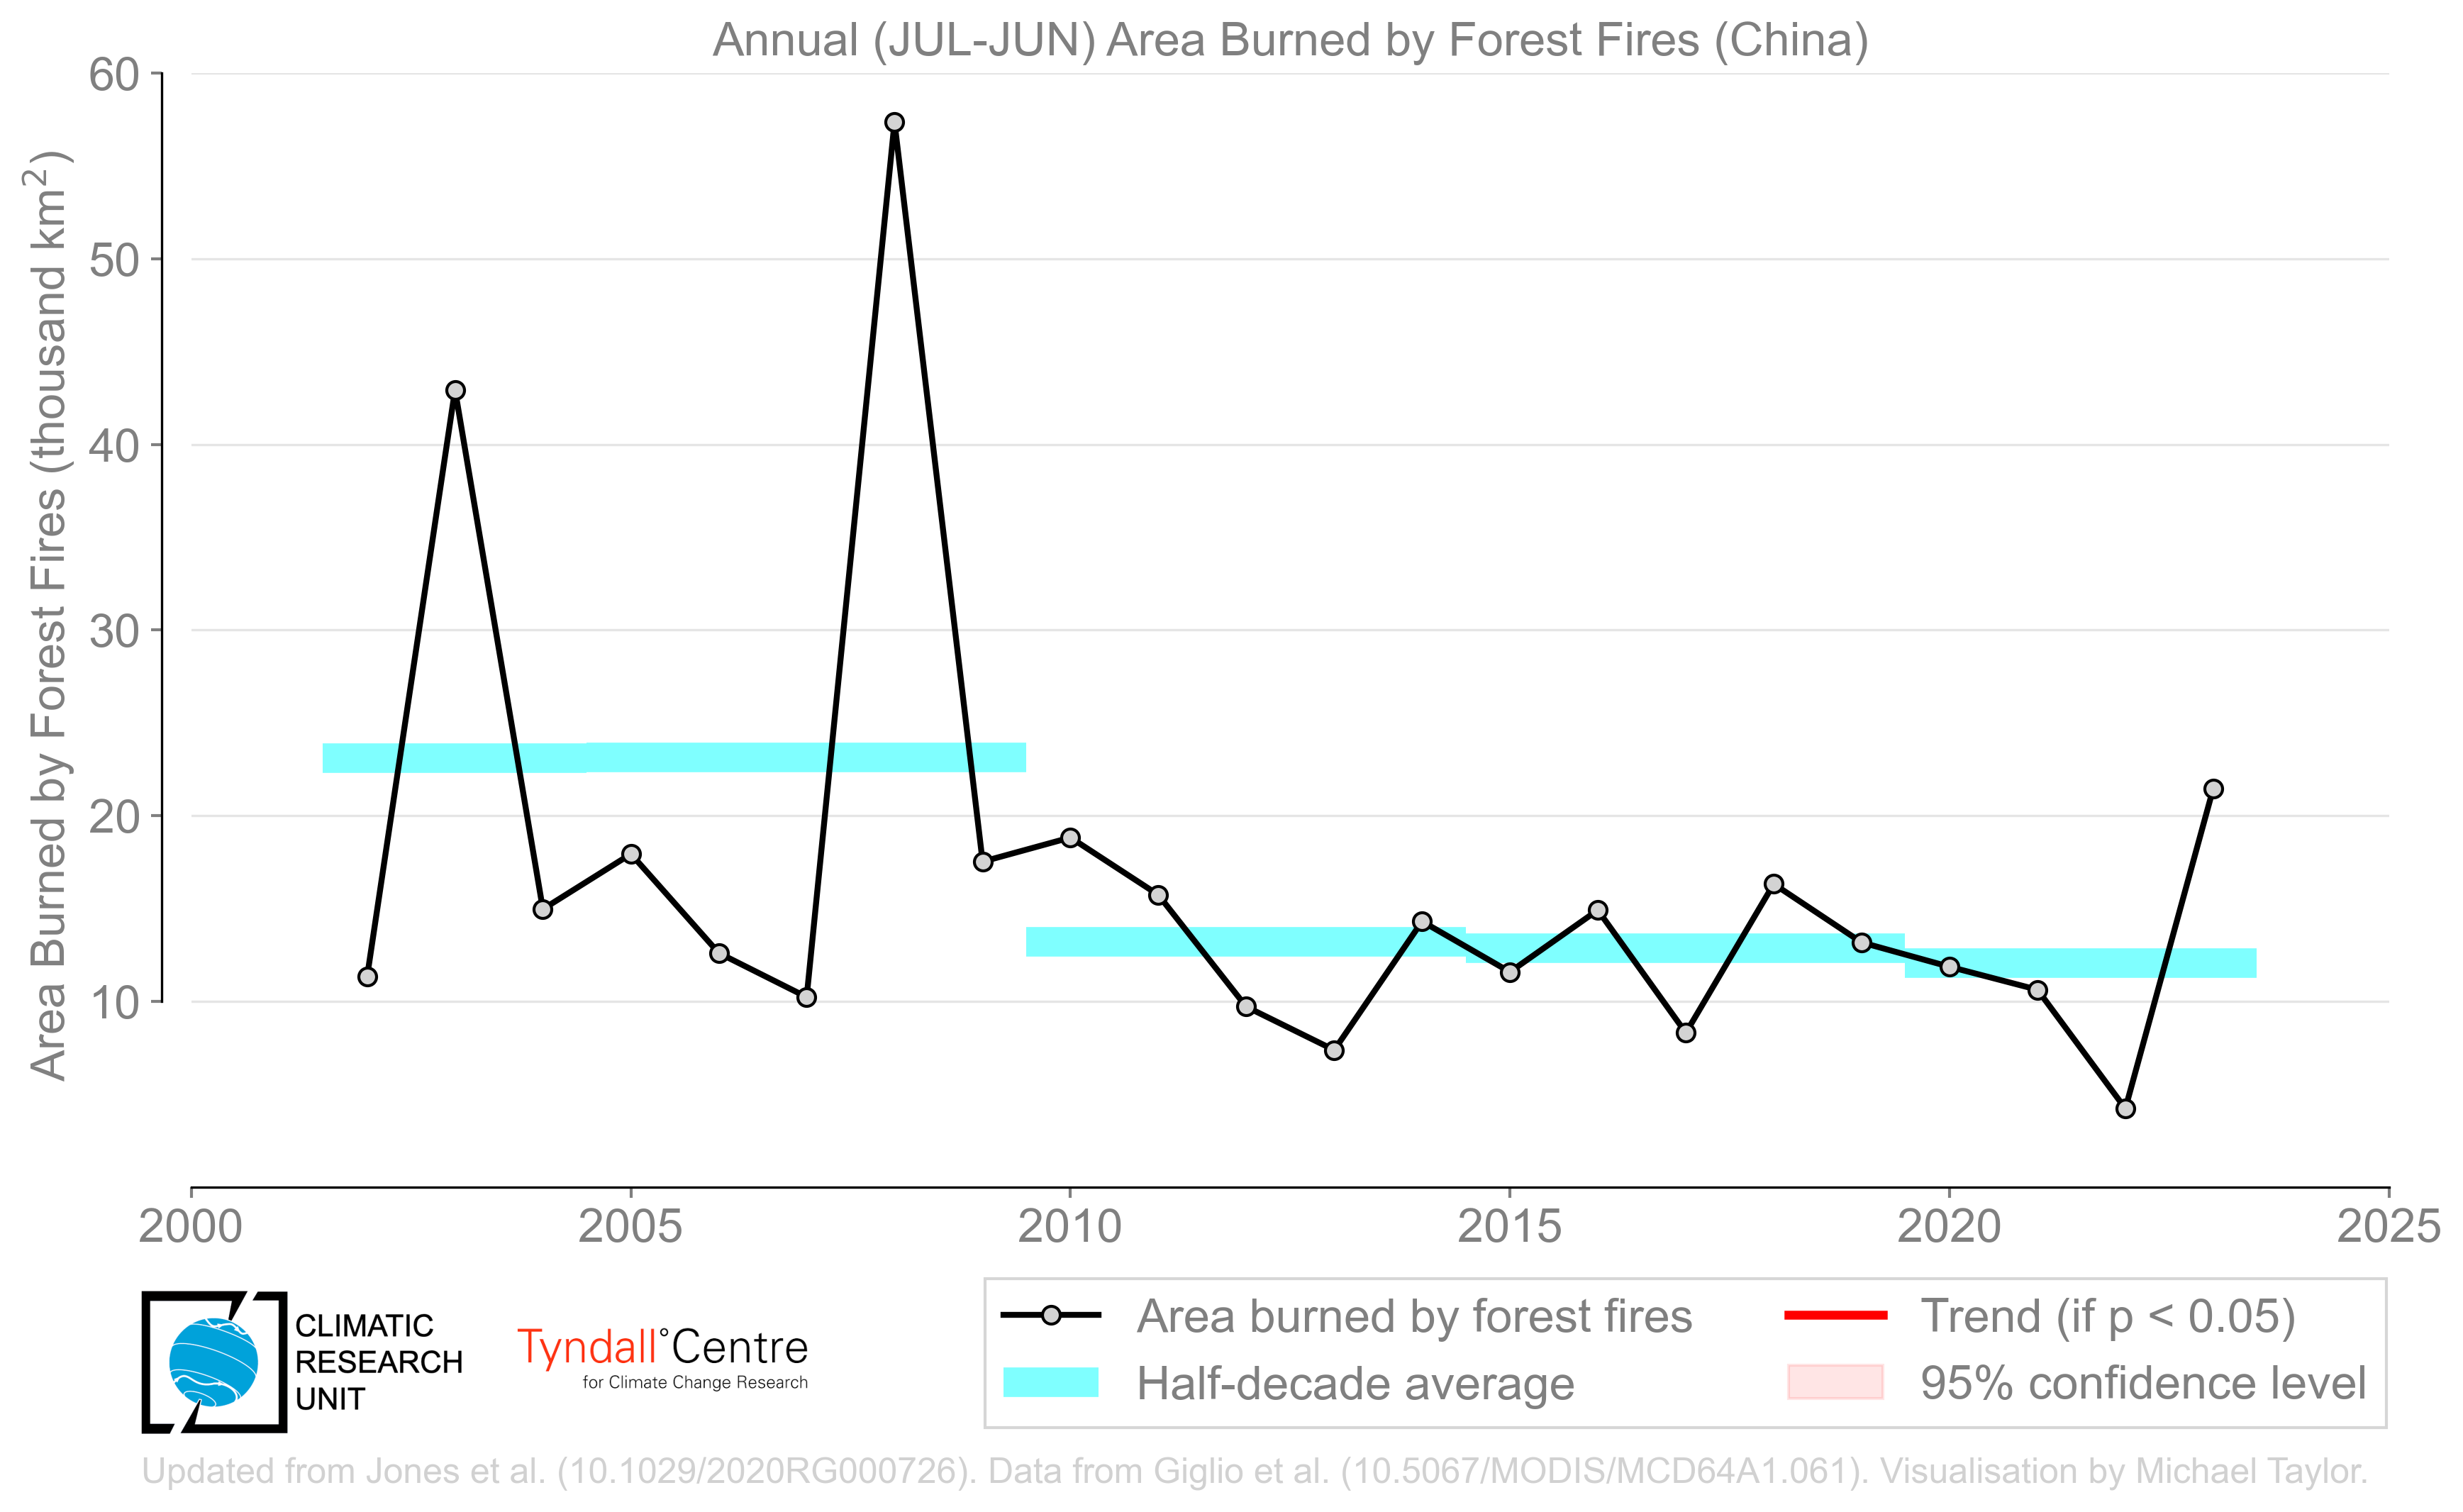 Annual (JUL-JUN) Area Burned by Forest Fires (China)
Area Burned by Forest Fires (thousand km²)
60
50
40
30
20
10
2000 2005 2010 2015 2020 2025
CLIMATIC
RESEARCH
UNIT
Tyndall°Centre
for Climate Change Research
Area burned by forest fires
Half-decade average
Trend (if p < 0.05)
95% confidence level
Updated from Jones et al. (10.1029/2020RG000726). Data from Giglio et al. (10.5067/MODIS/MCD64A1.061). Visualisation by Michael Taylor.